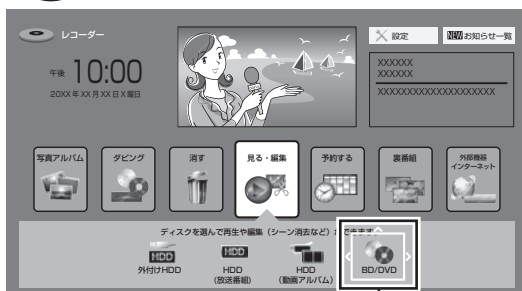 レコーダー
設定
NEW お知らせ一覧
午後 10:00
20XX 年 XX 月 XX 日 X 曜日
XXXXXX
XXXXXX
XXXXXXXXXXXXXXXXXXXX
写真アルバム
ダビング
消す
見る・編集
予約する
裏番組
外部機器
インターネット
ディスクを選んで再生や編集（シーン消去など）ができます
HDD
外付けHDD
HDD
HDD
(放送番組)
HDD
(動画アルバム)
BD/DVD